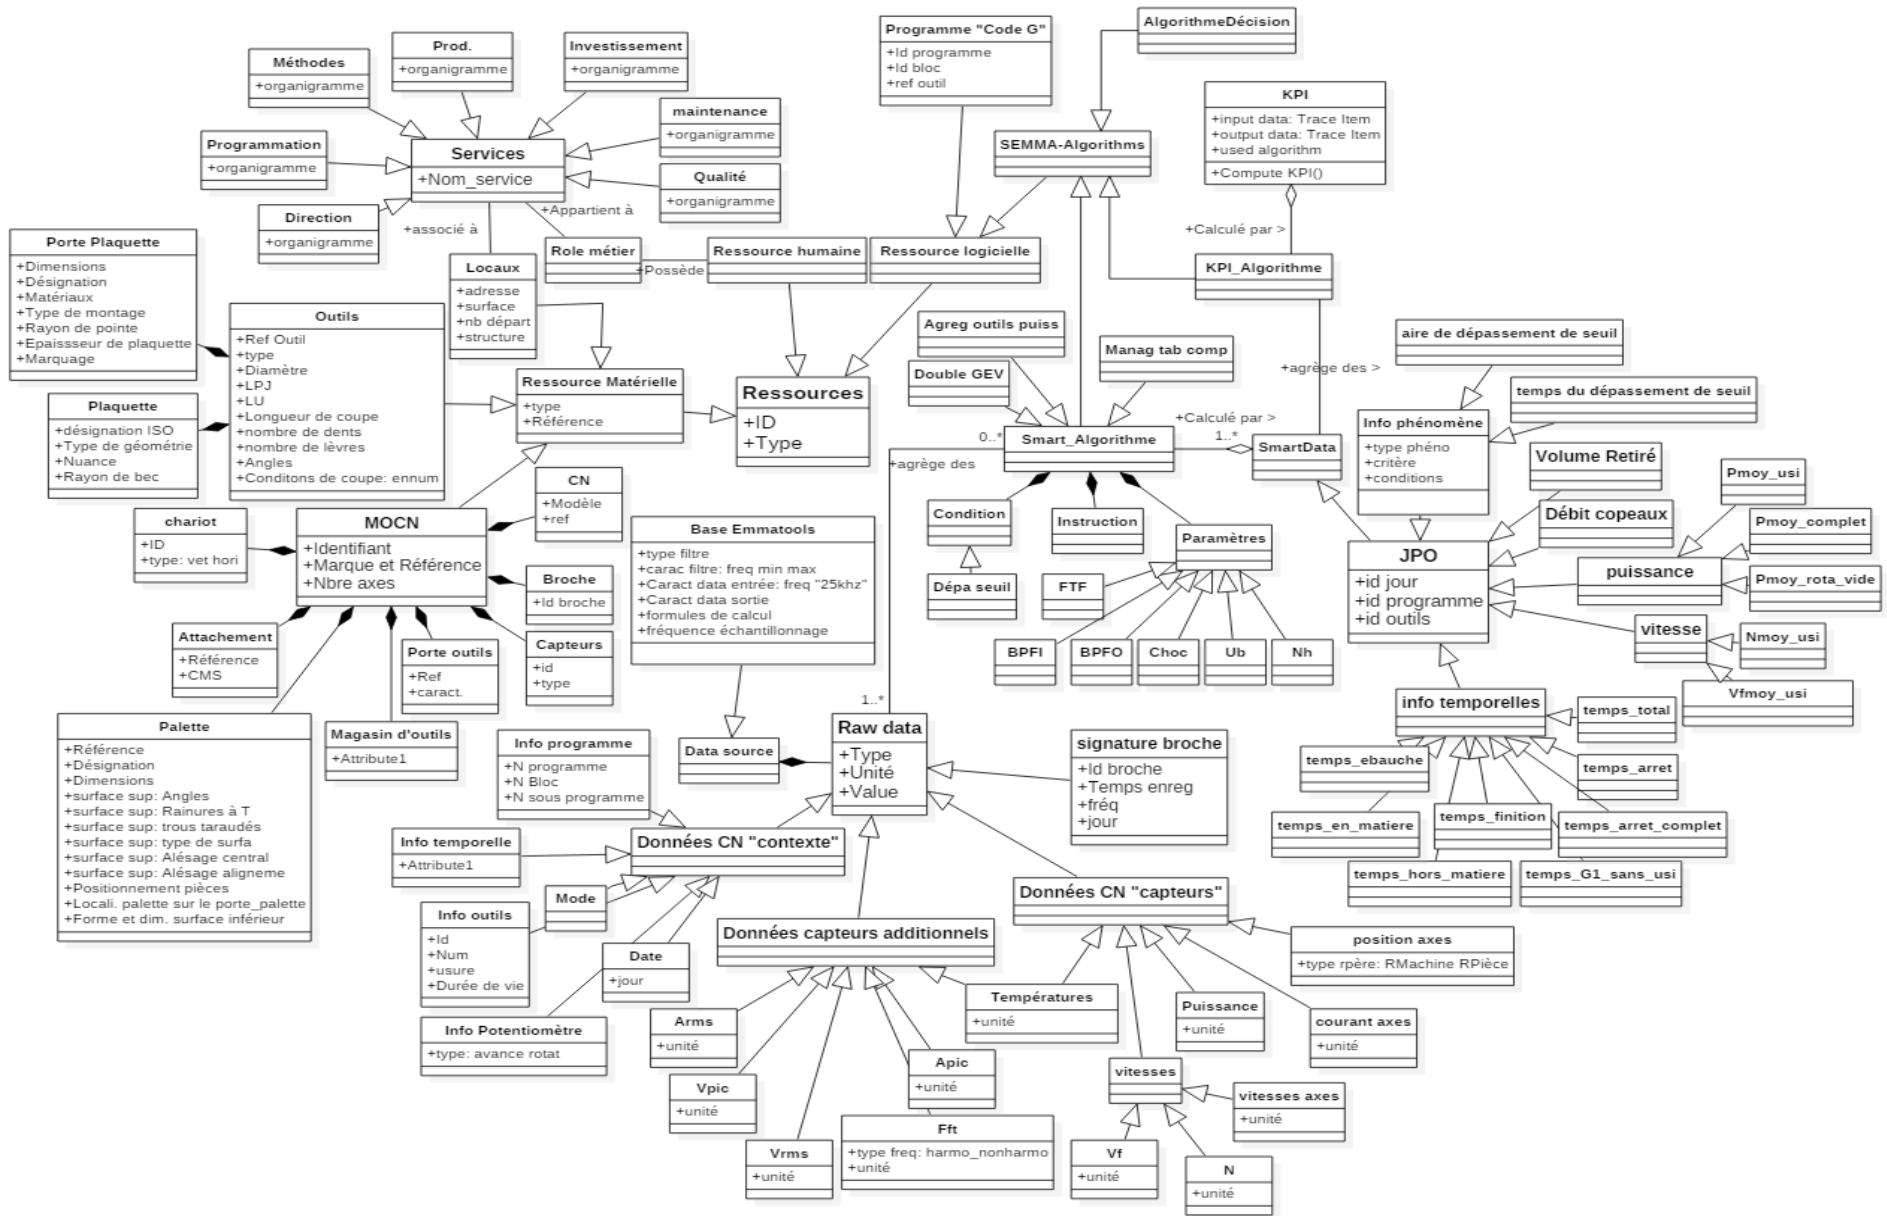 AlgorithmeDécision
Programme "Code G"
+Id programme
+Id bloc
+ref outil
Prod.
+organigramme
Investissement
+organigramme
Méthodes
+organigramme
maintenance
+organigramme
Programmation
+organigramme
Services
+Nom_service
Qualité
+organigramme
Direction
+organigramme
+associé à
+Appartient à
SEMMA-Algorithms
KPI
+input data: Trace Item
+output data: Trace Item
+used algorithm
+Compute KPI()
+Calculé par >
KPI_Algorithme
Porte Plaquette
+Dimensions
+Désignation
+Matériaux
+Type de montage
+Rayon de pointe
+Epaissseur de plaquette
+Marquage
Role métier
+Possède
Ressource humaine
Ressource logicielle
Locaux
+adresse
+surface
+nb départ
+structure
Outils
+Ref Outil
+type
+Diamètre
+LPJ
+LU
+Longueur de coupe
+nombre de dents
+nombre de lèvres
+Angles
+Conditons de coupe: ennum
Plaquette
+désignation ISO
+Type de géométrie
+Nuance
+Rayon de bec
Ressource Matérielle
+type
+Référence
Ressources
+ID
+Type
Agreg outils puiss
Manag tab comp
Double GEV
+agrège des >
aire de dépassement de seuil
temps du dépassement de seuil
Info phénomène
+type phéno
+critère
+conditions
0..*
Smart_Algorithme
+Calculé par >
1..*
SmartData
+agrège des
Volume Retiré
Pmoy_usi
Débit copeaux
Pmoy_complet
puissance
Pmoy_rota_vide
JPO
+id jour
+id programme
+id outils
vitesse
Nmoy_usi
Vfmoy_usi
CN
+Modèle
+ref
chariot
+ID
+type: vet hori
MOCN
+Identifiant
+Marque et Référence
+Nbre axes
Broche
+Id broche
Base Emmatools
+type filtre
+carac filtre: freq min max
+Caract data entrée: freq "25khz"
+Caract data sortie
+formules de calcul
+fréquence échantillonnage
Condition
Instruction
Paramètres
Dépa seuil
FTF
BPFI
BPFO
Choc
Ub
Nh
Attachement
+Référence
+CMS
Porte outils
+Ref
+caract.
Capteurs
+id
+type
Palette
+Référence
+Désignation
+Dimensions
+surface sup: Angles
+surface sup: Rainures à T
+surface sup: trous taraudés
+surface sup: type de surfa
+surface sup: Alésage central
+surface sup: Alésage aligneme
+Positionnement pièces
+Locali. palette sur le porte_palette
+Forme et dim. surface inférieur
Magasin d'outils
+Attribute1
info temporelles
temps_total
temps_ebauche
temps_arret
temps_en_matiere
temps_finition
temps_arret_complet
temps_hors_matiere
temps_G1_sans_usi
1..*
Raw data
+Type
+Unité
+Value
Data source
signature broche
+Id broche
+Temps enreg
+fréq
+jour
Info programme
+N programme
+N Bloc
+N sous programme
Info temporelle
+Attribute1
Données CN "contexte"
Mode
Info outils
+Id
+Num
+usure
+Durée de vie
Date
+jour
Info Potentiomètre
+type: avance rotat
Données capteurs additionnels
Données CN "capteurs"
position axes
+type rpère: RMachine RPièce
Températures
+unité
Puissance
+unité
courant axes
+unité
Arms
+unité
Apic
+unité
Vpic
+unité
Fft
+type freq: harmo_nonharmo
+unité
Vrms
+unité
vitesses
vitesses axes
+unité
Vf
+unité
N
+unité